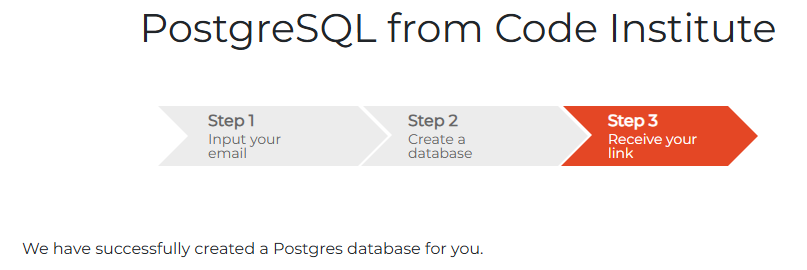 PostgreSQL from Code Institute
Step 1
Input your
email
Step 2
Create a
database
Step 3
Receive your
link
We have successfully created a Postgres database for you.